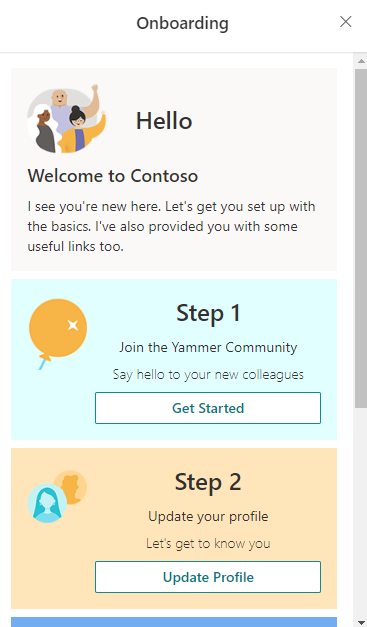 Onboarding
Hello
Welcome to Contoso
I see you're new here. Let's get you set up with
the basics. I've also provided you with some
useful links too.
Step 1
Join the Yammer Community
Say hello to your new colleagues
Get Started
Step 2
Update your profile
Let's get to know you
Update Profile